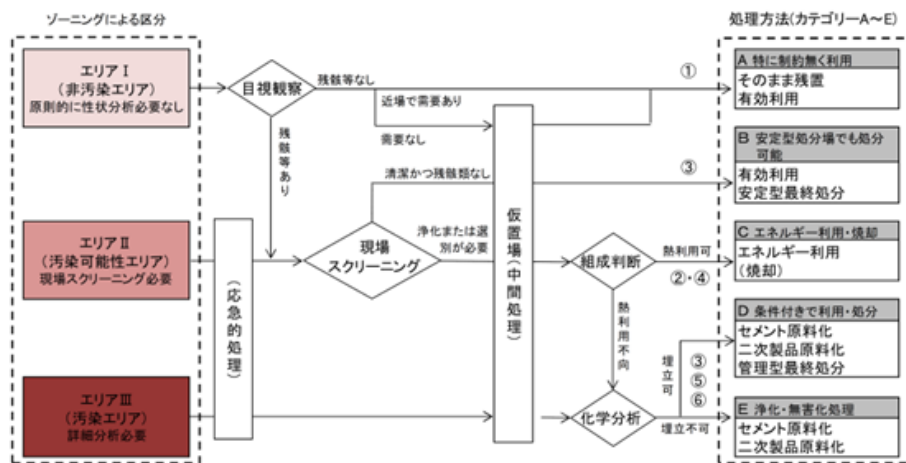 ゾーニングによる区分
処理方法(カテゴリーA～E)
エリアⅠ
(非汚染エリア)
原則的に性状分析必要なし
目視観察
残骸等なし
①
近場で需要あり
需要なし
残骸等あり
A 特に制約無く利用
そのまま残置
有効利用
B 安定型処分場でも処分
可能
有効利用
安定型最終処分
清潔かつ残骸類なし
③
エリアⅡ
(汚染可能性エリア)
現場スクリーニング必要
(応急的処理)
現場
スクリーニング
浄化または選
別が必要
仮置場(中間処理)
組成判断
熱利用可
②・④
C エネルギー利用・焼却
エネルギー利用
(焼却)
熱利用不向
D 条件付きで利用・処分
セメント原料化
二次製品原料化
管理型最終処分
埋立可
③
⑤
⑥
エリアⅢ
(汚染エリア)
詳細分析必要
化学分析
埋立不可
E 浄化・無害化処理
セメント原料化
二次製品原料化